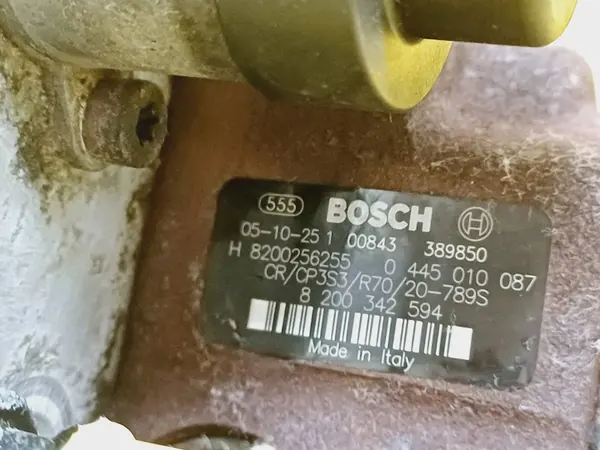 555 BOSCH
05-10-25 1 00843 389850
H 8200256255 0 445 010 087
CR/CP3S3/R70/20-789S
8 200 342 594
Made in Italy